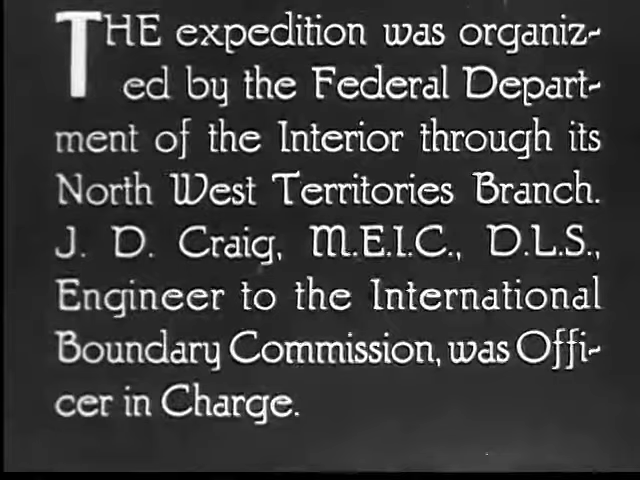 THE expedition was organiz-
ed by the Federal Depart-
ment of the Interior through its
North West Territories Branch.
J. D. Craig, M.E.I.C., D.L.S.,
Engineer to the International
Boundary Commission, was Offi-
cer in Charge.